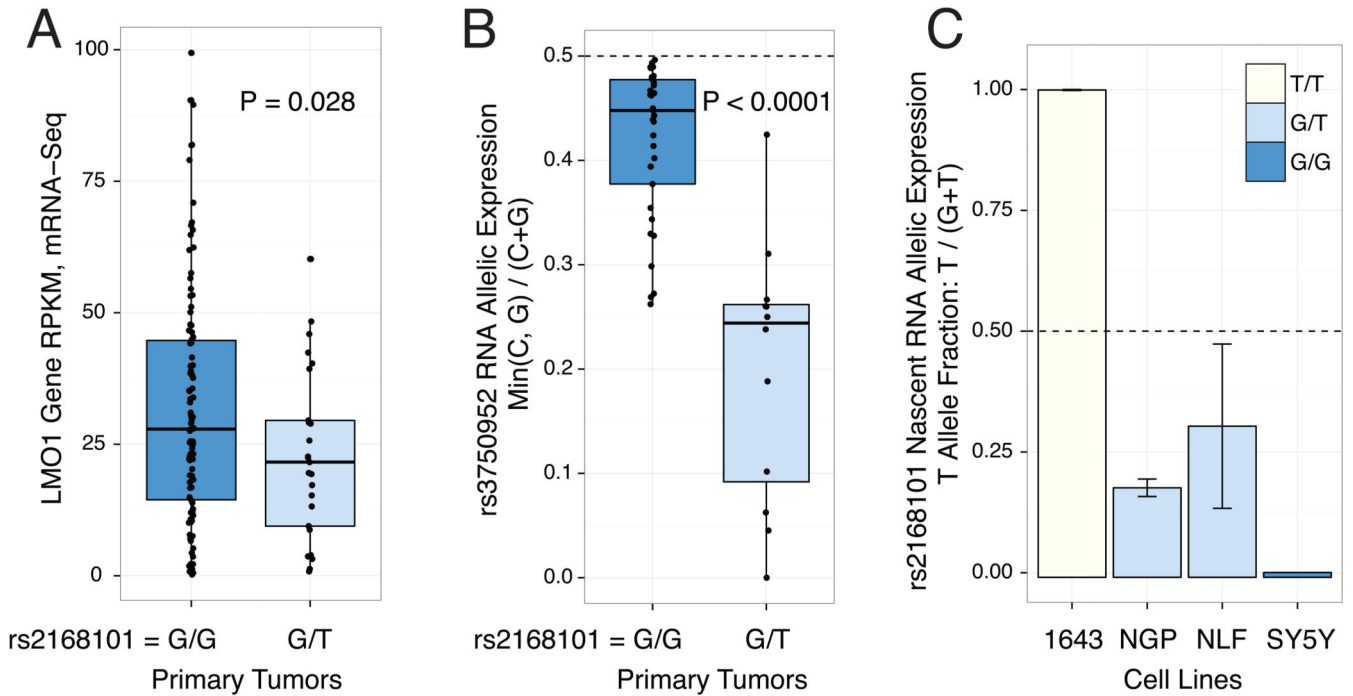 A
LMO1 Gene RPKM, mRNA−Seq
100
75
50
25
0
P = 0.028
rs2168101 = G/G
G/T
Primary Tumors
B
rs3750952 RNA Allelic Expression
Min(C, G) / (C+G)
0.5
0.4
0.3
0.2
0.1
0.0
P < 0.0001
rs2168101 = G/G
G/T
Primary Tumors
C
rs2168101 Nascent RNA Allelic Expression
T Allele Fraction: T / (G+T)
1.00
0.75
0.50
0.25
0.00
T/T
G/T
G/G
1643
NGP
NLF
SY5Y
Cell Lines